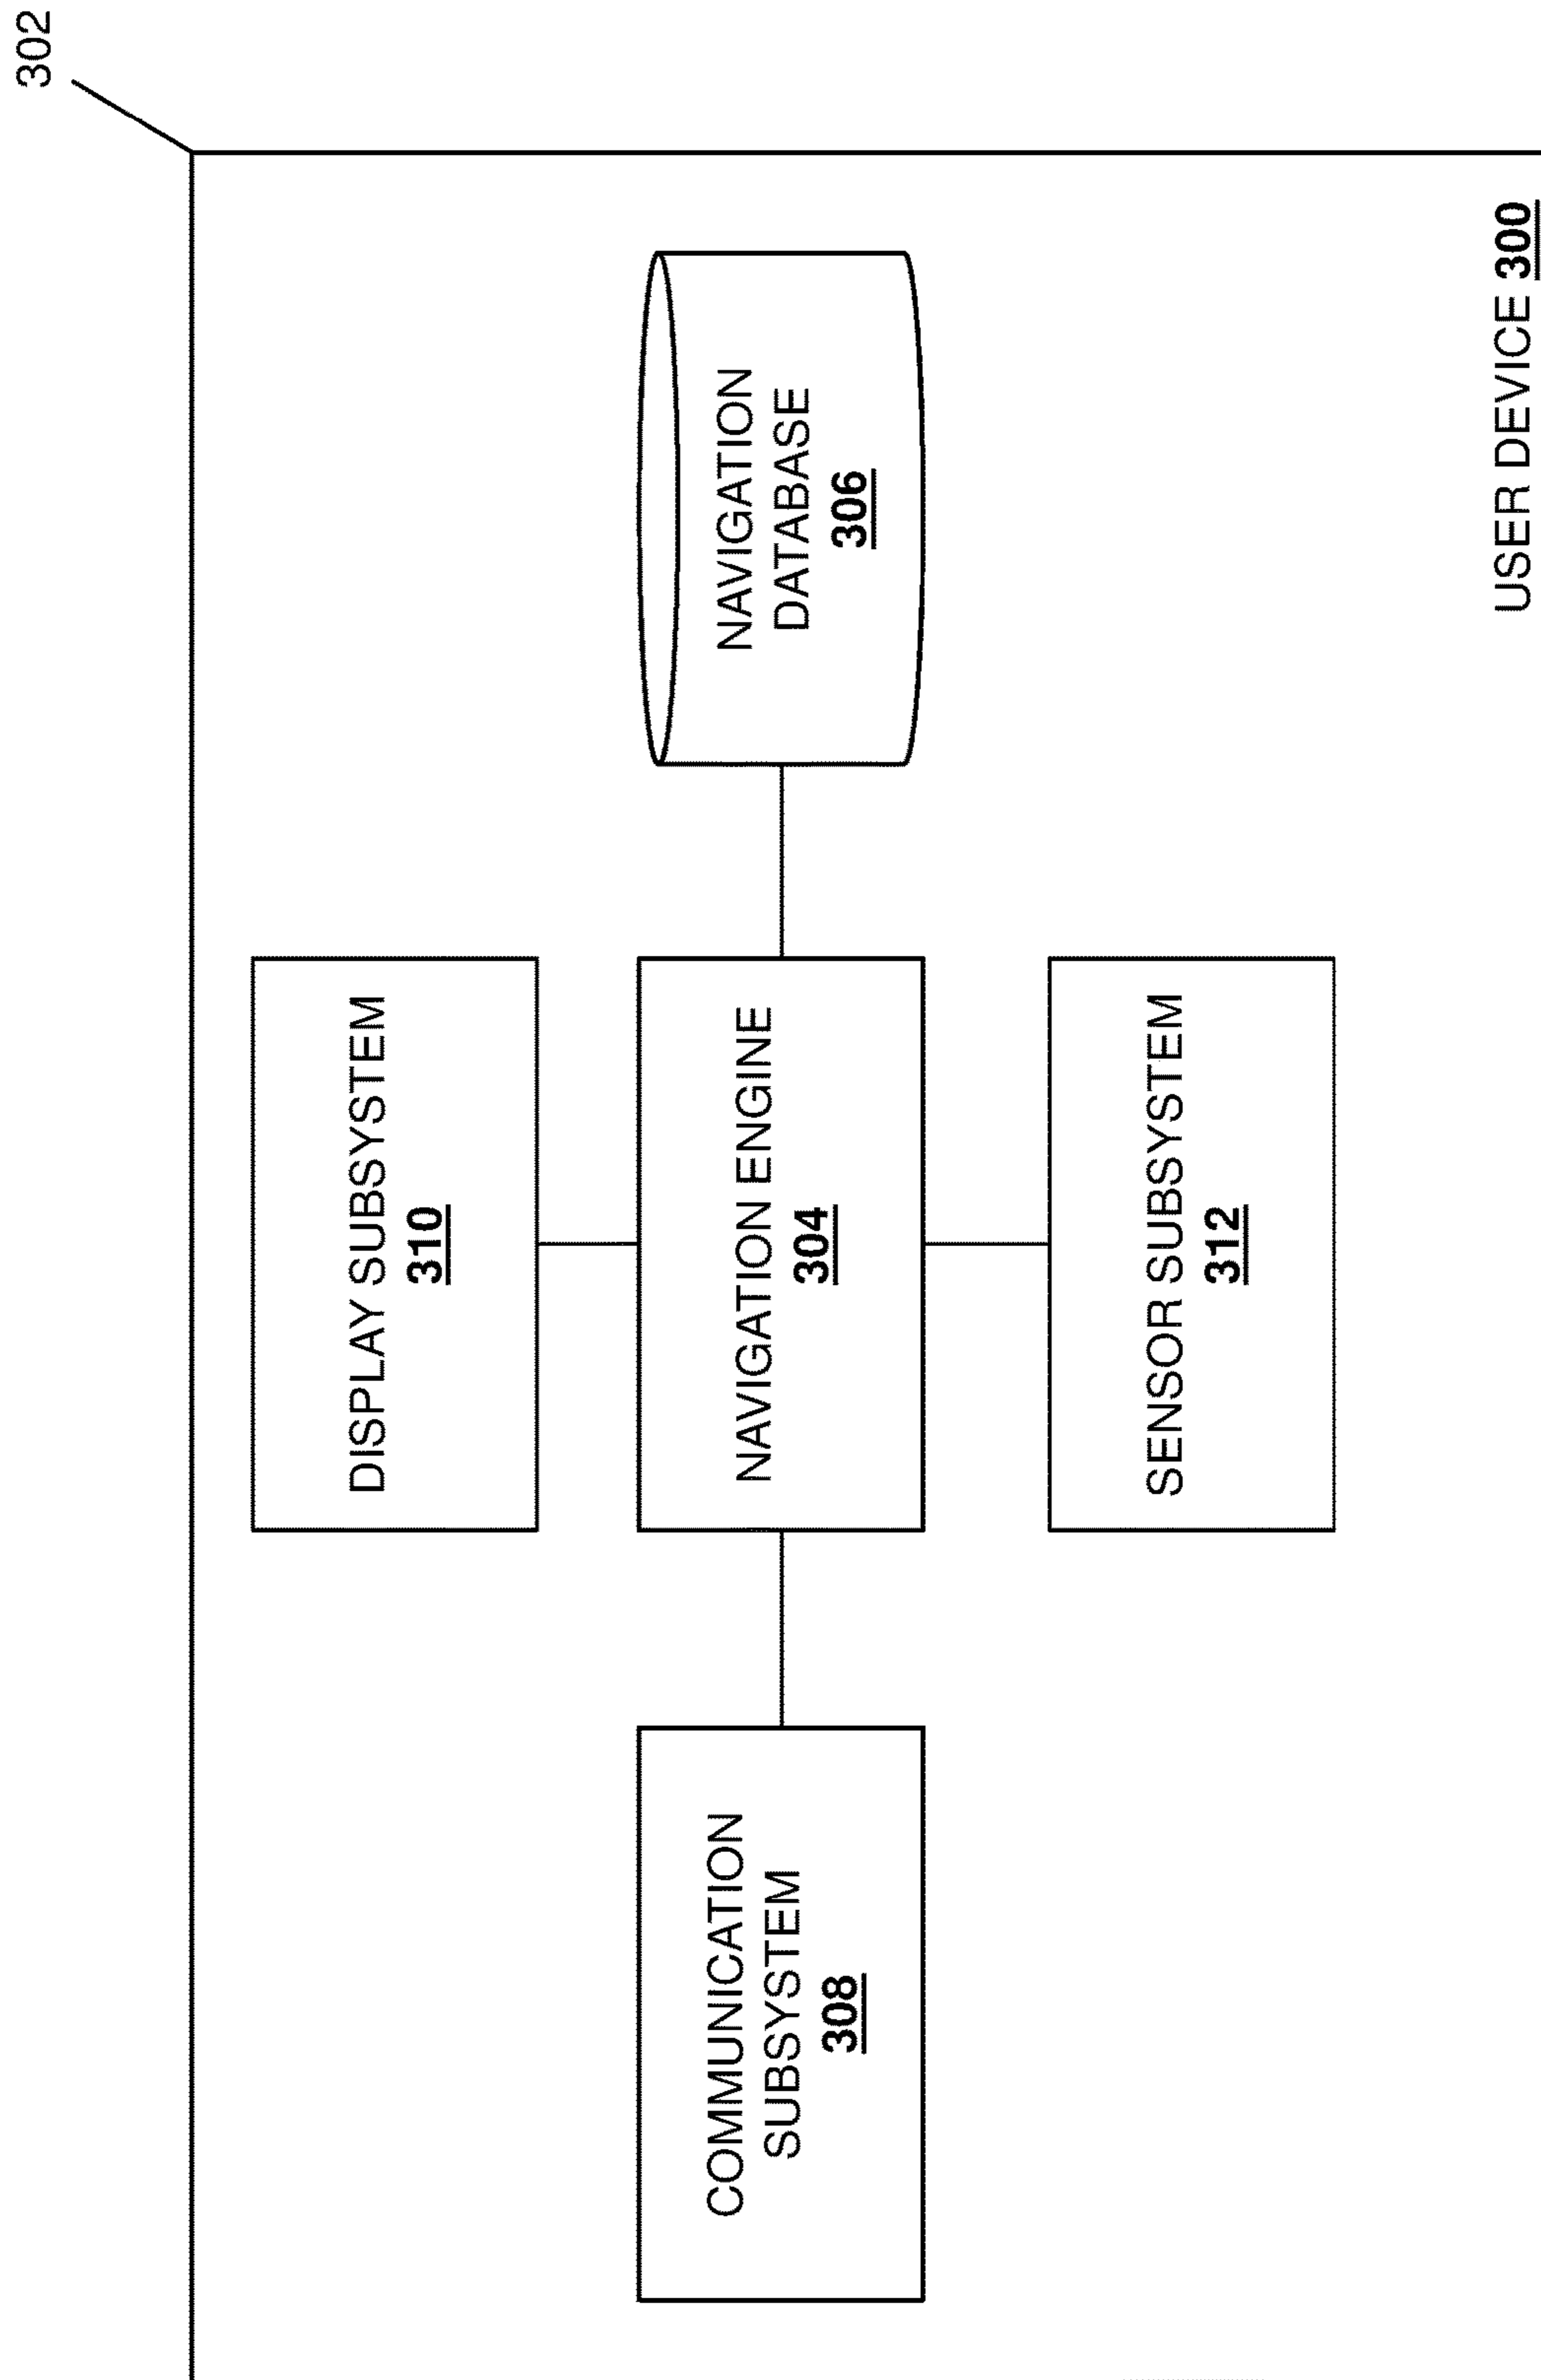 302
DISPLAY SUBSYSTEM
310
COMMUNICATION
SUBSYSTEM
308
NAVIGATION ENGINE
304
NAVIGATION
DATABASE
306
SENSOR SUBSYSTEM
312
USER DEVICE 300